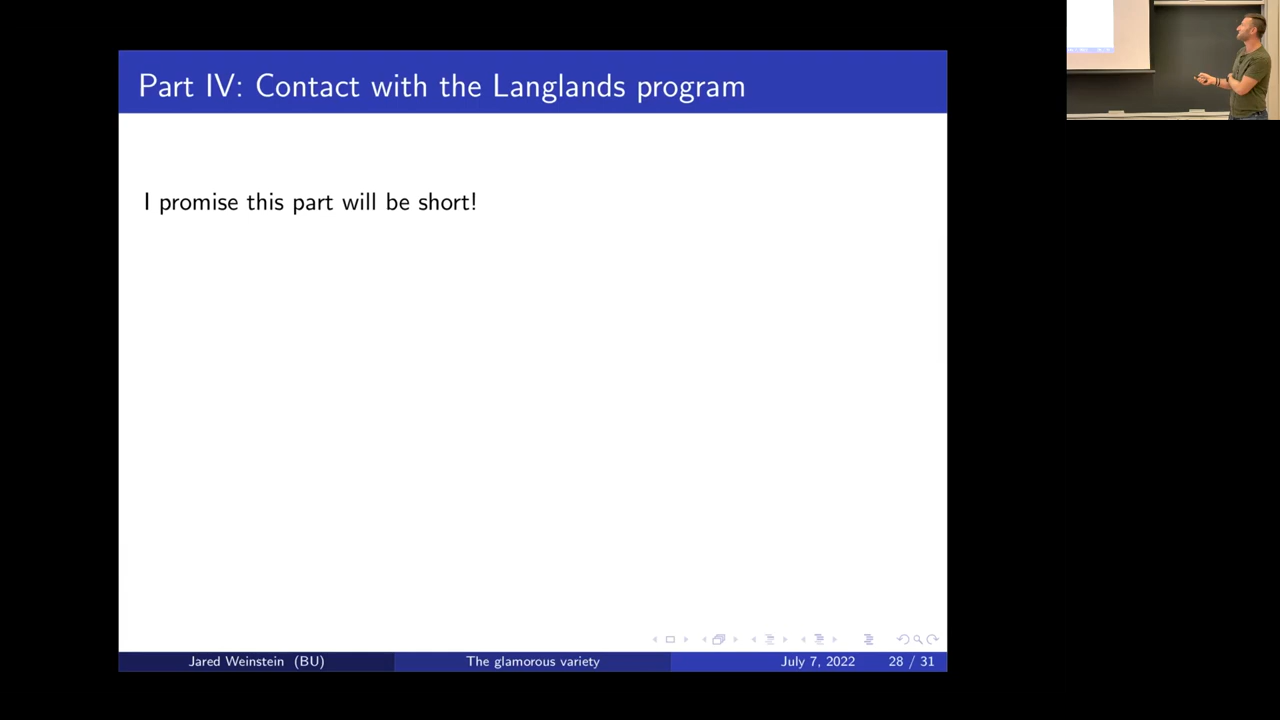 Part IV: Contact with the Langlands program
I promise this part will be short!
Jared Weinstein (BU)
The glamorous variety
July 7, 2022
28 / 31